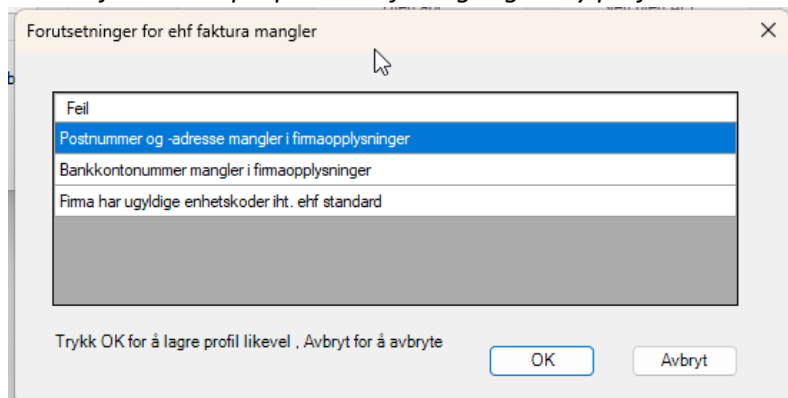 Forutsetninger for ehf faktura mangler
Feil
Postnummer og -adresse mangler i firmaopplysninger
Bankkontonummer mangler i firmaopplysninger
Firma har ugyldige enhetskoder iht. ehf standard
Trykk OK for å lagre profil likevel , Avbryt for å avbryte
OK
Avbryt